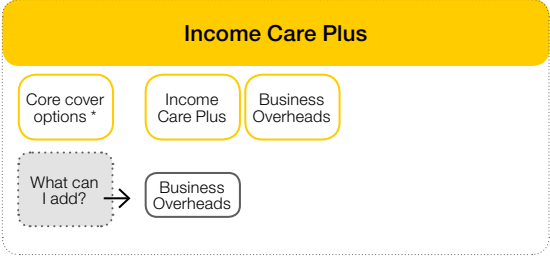 Income Care Plus
Core cover
options *
Income
Care Plus
Business
Overheads
What can
I add?
Business
Overheads